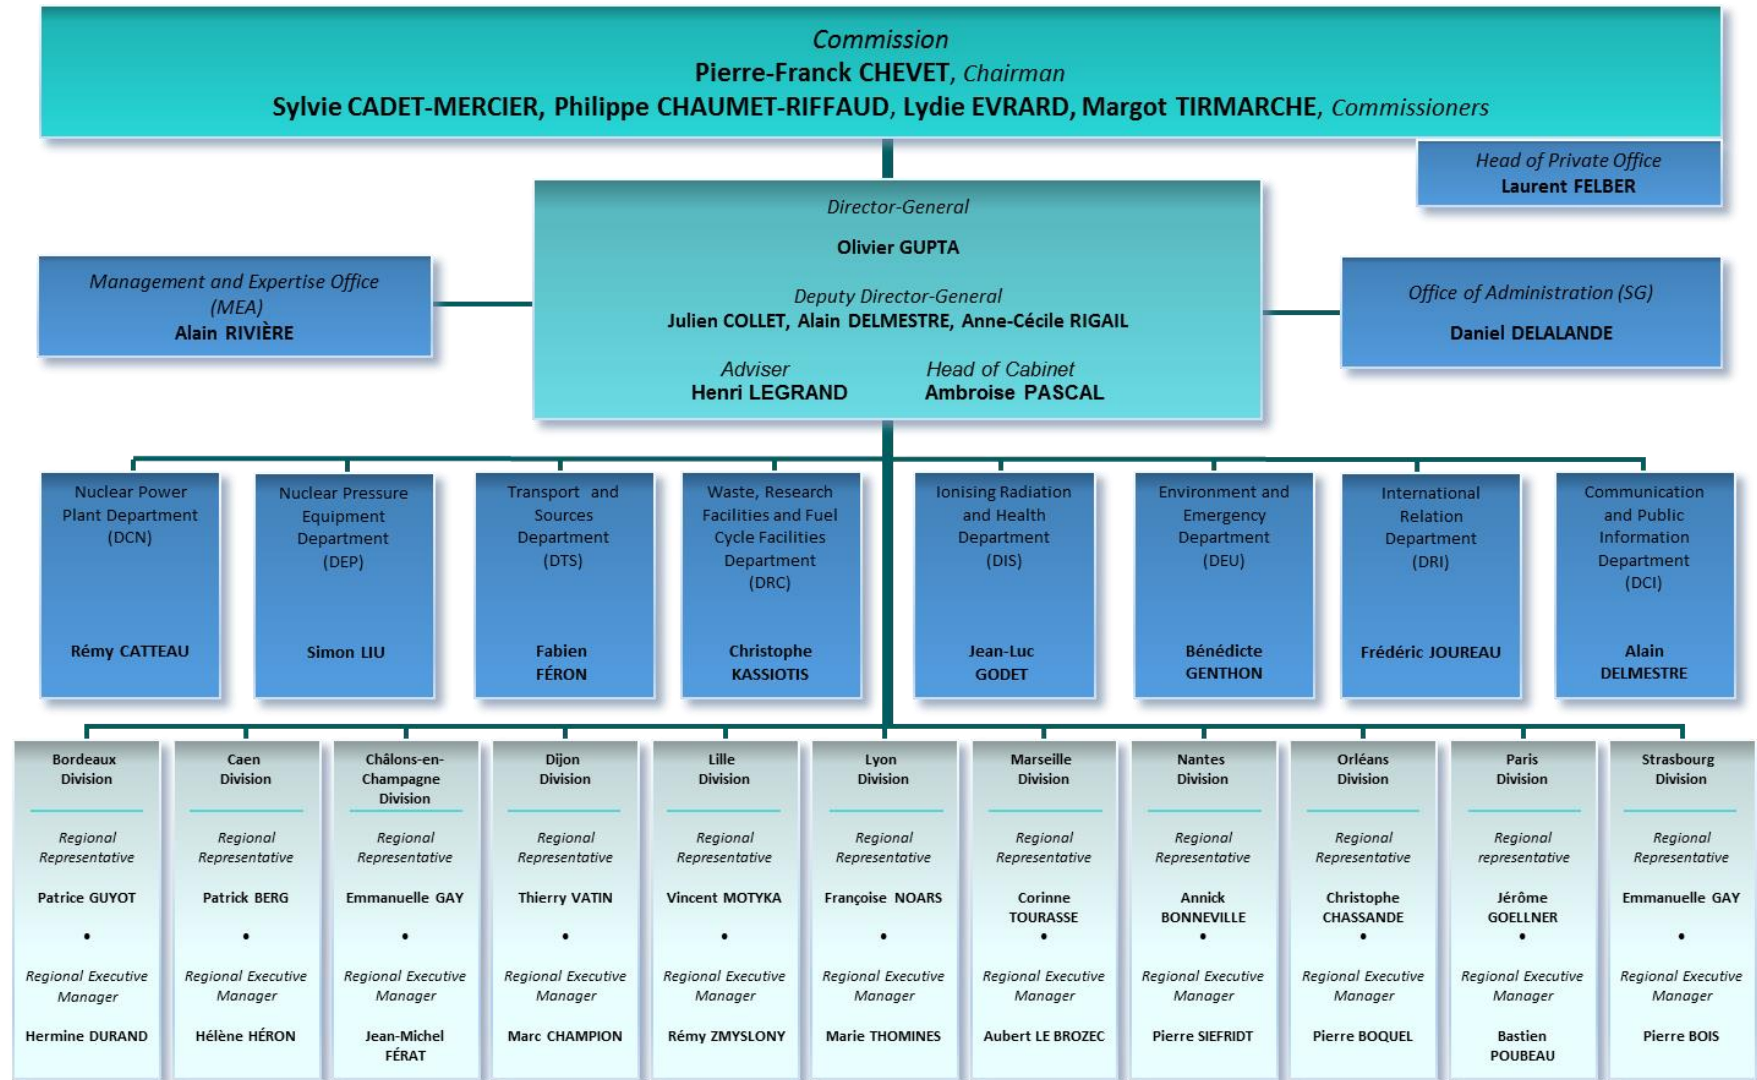 Commission
Pierre-Franck CHEVET, Chairman
Sylvie CADET-MERCIER, Philippe CHAUMET-RIFFAUD, Lydie EVRARD, Margot TIRMARCHE, Commissioners
Head of Private Office
Laurent FELBER
Director-General
Olivier GUPTA
Deputy Director-General
Julien COLLET, Alain DELMESTRE, Anne-Cécile RIGAIL
Adviser
Henri LEGRAND
Head of Cabinet
Ambroise PASCAL
Management and Expertise Office
(MEA)
Alain RIVIÈRE
Office of Administration (SG)
Daniel DELALANDE
Nuclear Power
Plant Department
(DCN)
Rémy CATTEAU
Nuclear Pressure
Equipment
Department
(DEP)
Simon LIU
Transport and
Sources
Department
(DTS)
Fabien
FÉRON
Waste, Research
Facilities and Fuel
Cycle Facilities
Department
(DRC)
Christophe
KASSIOTIS
Ionising Radiation
and Health
Department
(DIS)
Jean-Luc
GODET
Environment and
Emergency
Department
(DEU)
Bénédicte
GENTHON
International
Relation
Department
(DRI)
Frédéric JOUREAU
Communication
and Public
Information
Department
(DCI)
Alain
DELMESTRE
Bordeaux
Division
Regional
Representative
Patrice GUYOT
•
Regional Executive
Manager
Hermine DURAND
Caen
Division
Regional
Representative
Patrick BERG
•
Regional Executive
Manager
Hélène HÉRON
Châlons-en-
Champagne
Division
Regional
Representative
Emmanuelle GAY
•
Regional Executive
Manager
Jean-Michel
FÉRAT
Dijon
Division
Regional
Representative
Thierry VATIN
•
Regional Executive
Manager
Marc CHAMPION
Lille
Division
Regional
Representative
Vincent MOTYKA
•
Regional Executive
Manager
Rémy ZMYSLONY
Lyon
Division
Regional
Representative
Françoise NOARS
•
Regional Executive
Manager
Marie THOMINES
Marseille
Division
Regional
Representative
Corinne
TOURASSE
•
Regional Executive
Manager
Aubert LE BROZEC
Nantes
Division
Regional
Representative
Annick
BONNEVILLE
•
Regional Executive
Manager
Pierre SIEFRIDT
Orléans
Division
Regional
Representative
Christophe
CHASSANDE
•
Regional Executive
Manager
Pierre BOQUEL
Paris
Division
Regional
representative
Jérôme
GOELLNER
•
Regional Executive
Manager
Bastien
POUBEAU
Strasbourg
Division
Regional
Representative
Emmanuelle GAY
•
Regional Executive
Manager
Pierre BOIS